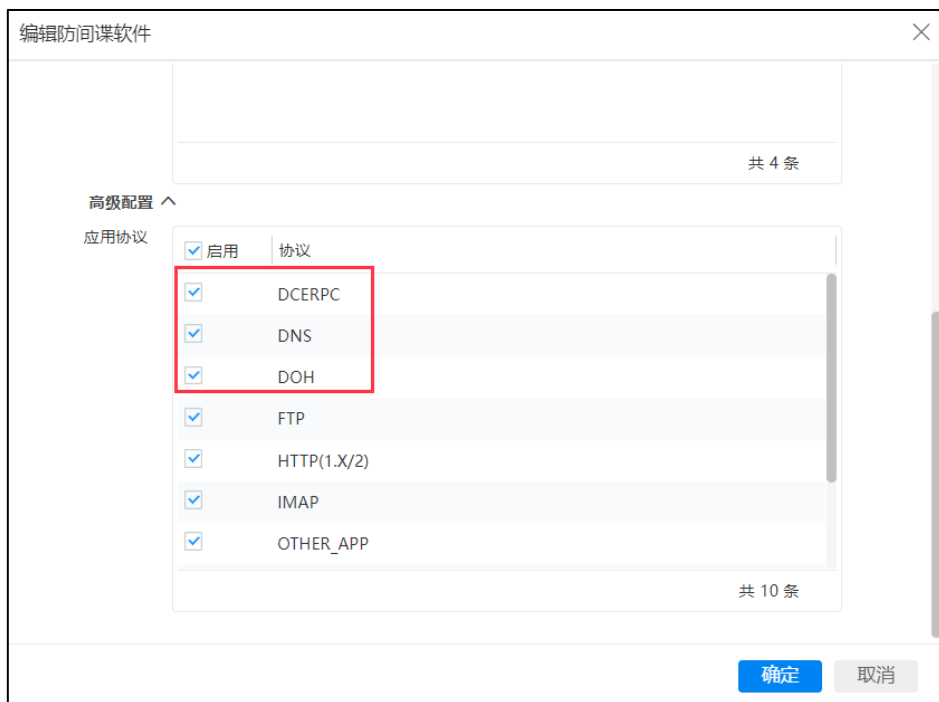 编辑防间谍软件
共 4 条
高级配置
应用协议
启用 协议
DCERPC
DNS
DOH
FTP
HTTP(1.X/2)
IMAP
OTHER_APP
共 10 条
确定 取消